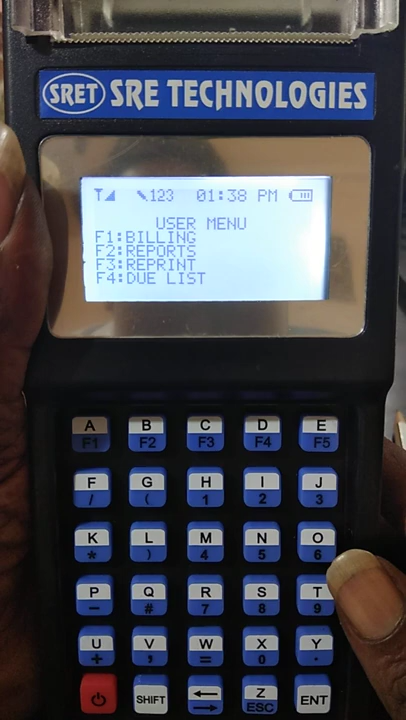 SRET SRE TECHNOLOGIES
123 01:38 PM
USER MENU
F1:BILLING
F2:REPORTS
F3:REPRINT
F4:DUE LIST
A B C D E
F1 F2 F3 F4 F5
F G H I J
/ ( 1 2 3
K L M N O
* ) 4 5 6
P Q R S T
- # 7 8 9
U V W X Y
+ , = 0 .
SHIFT Z ENT
ESC